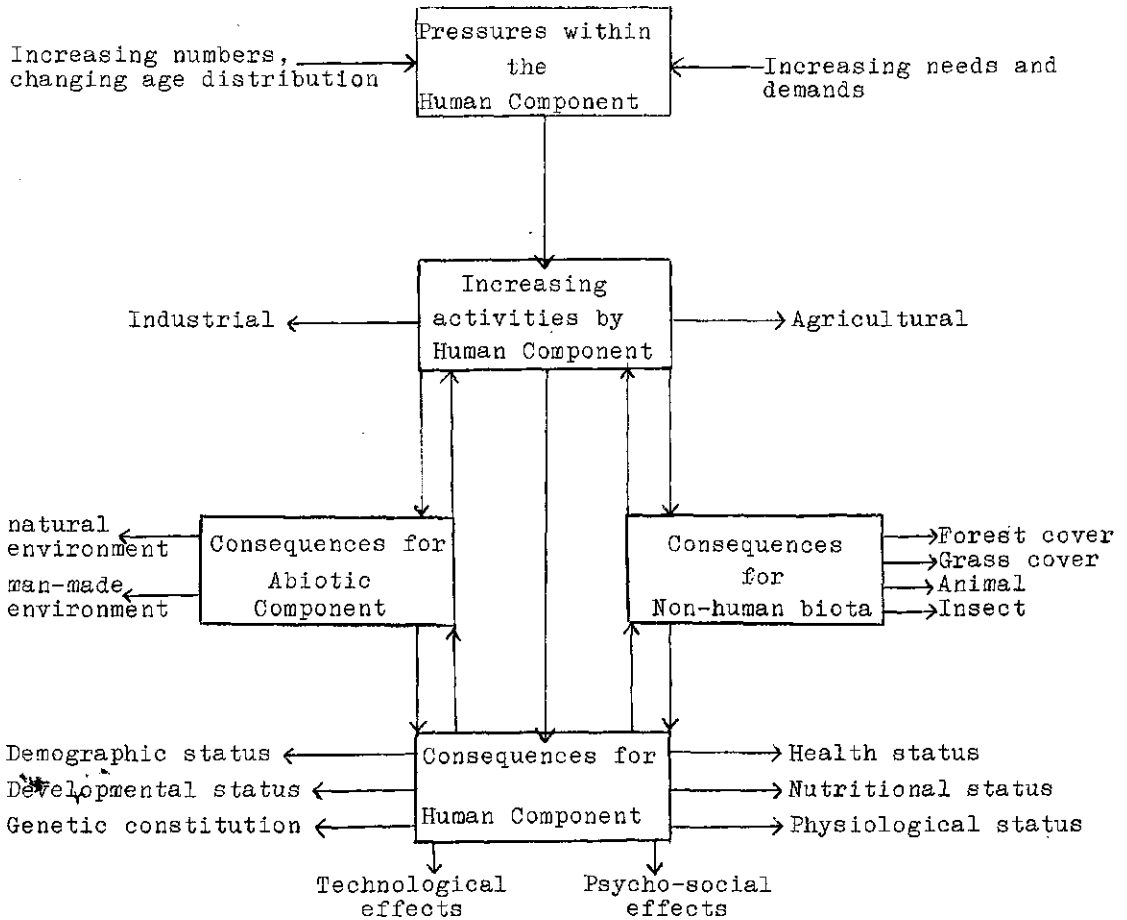 Increasing numbers,
changing age distribution
Pressures within
the
Human Component
Increasing needs and
demands
Industrial
Increasing
activities by
Human Component
Agricultural
natural
environment
man-made
environment
Consequences for
Abiotic
Component
Consequences
for
Non-human biota
Forest cover
Grass cover
Animal
Insect
Demographic status
Developmental status
Genetic constitution
Consequences for
Human Component
Health status
Nutritional status
Physiological status
Technological
effects
Psycho-social
effects